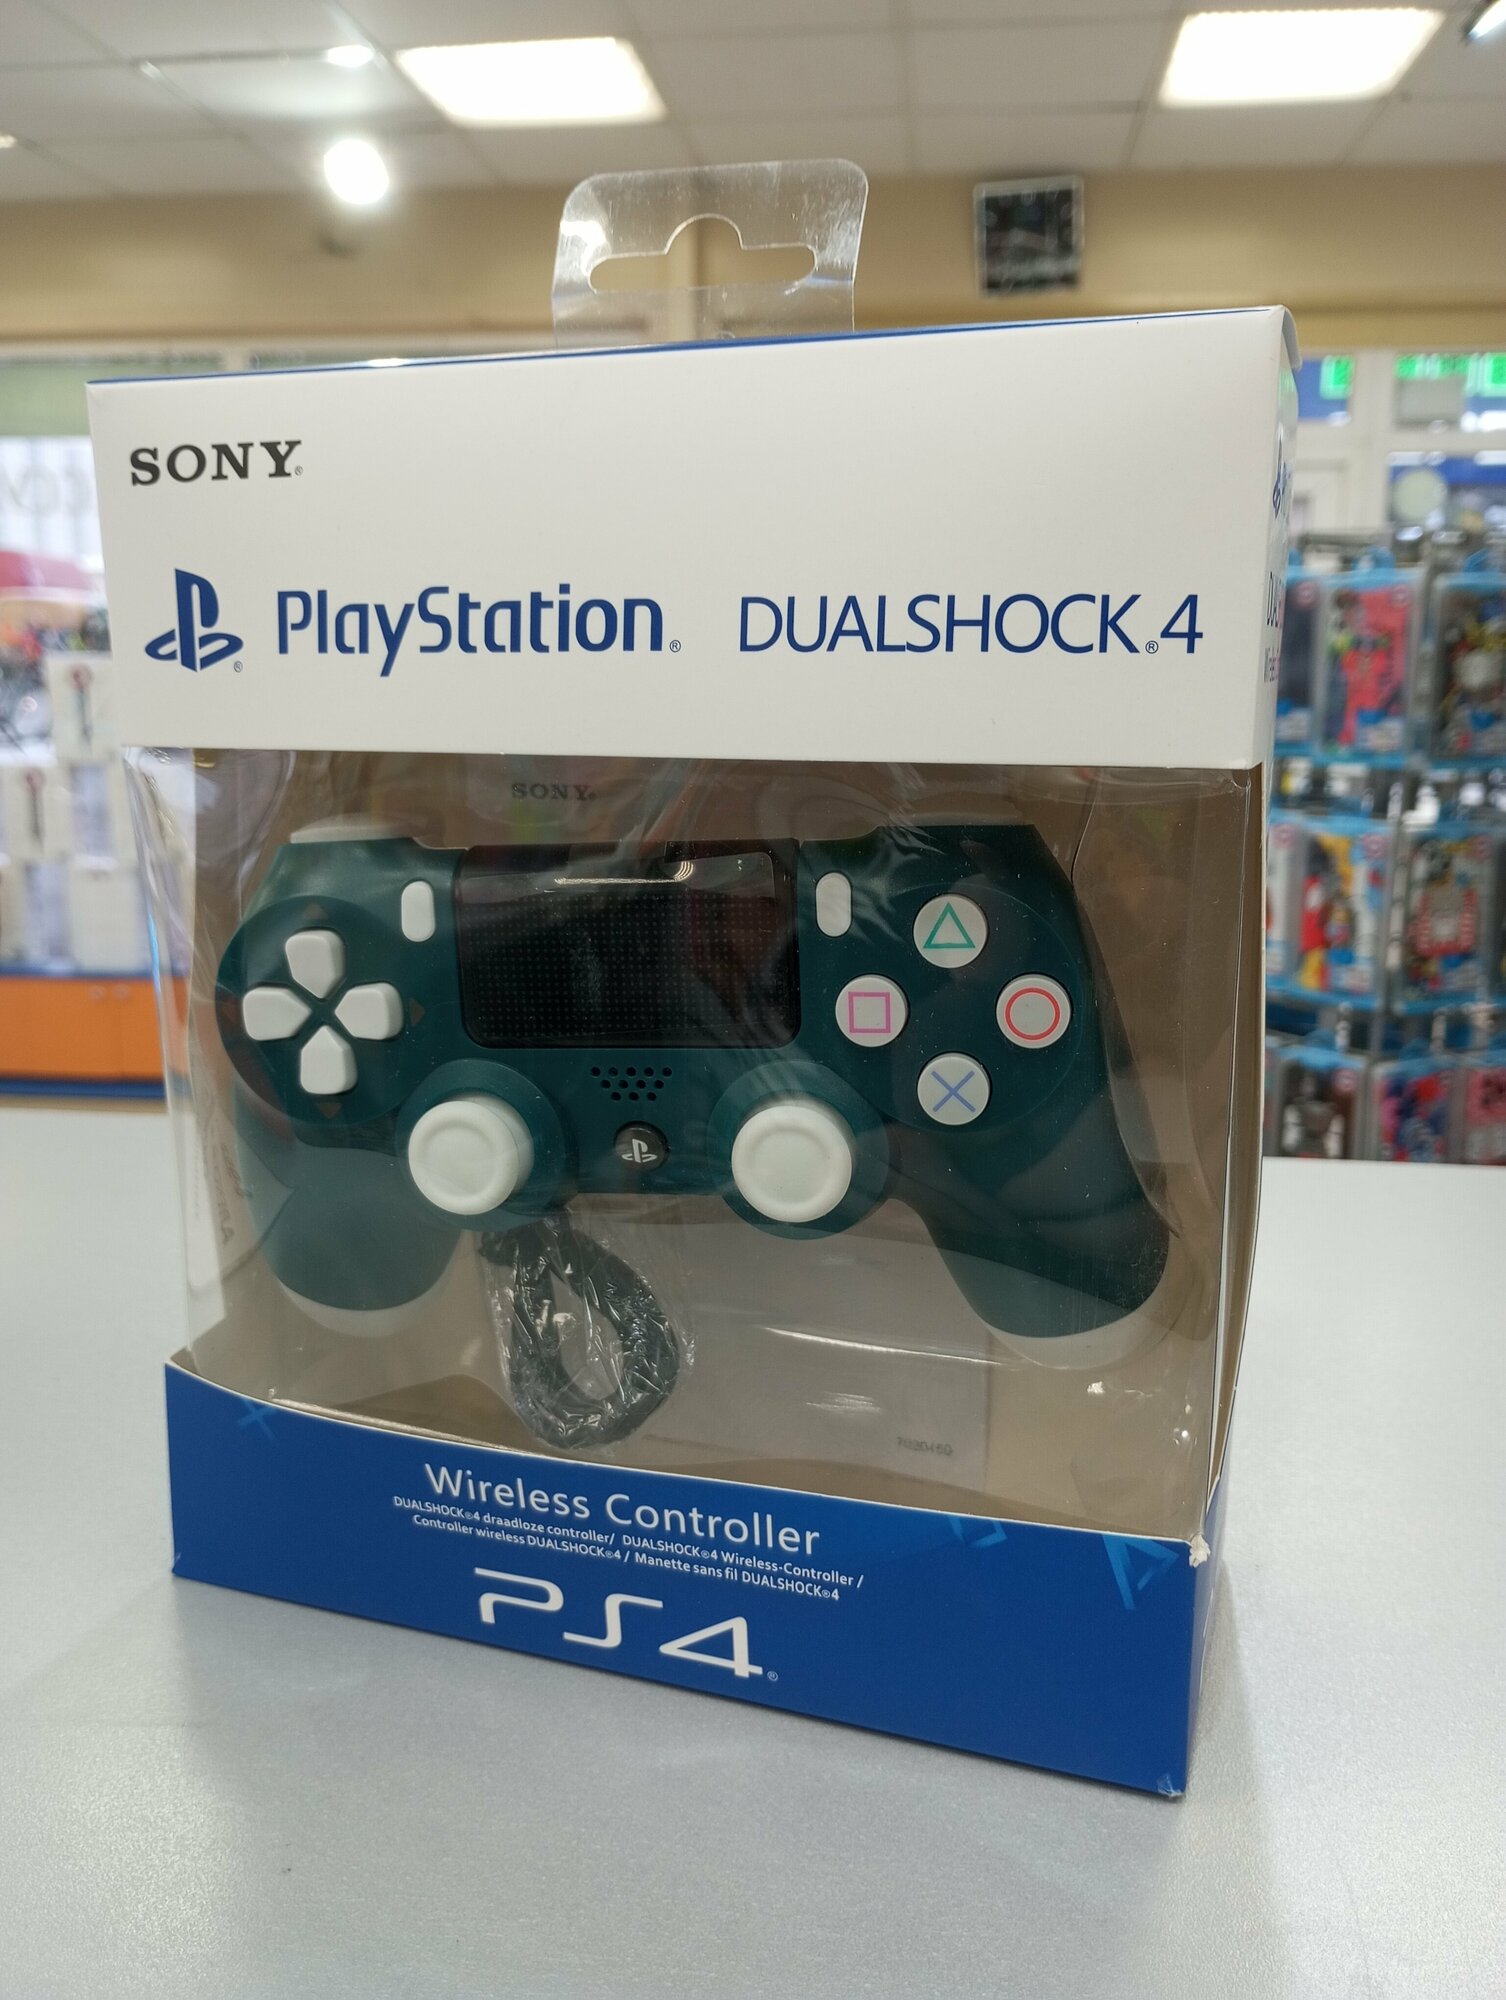 SONY®
PlayStation® DUALSHOCK®4
SONY®
Wireless Controller
DUALSHOCK®4 draadloze controller/ DUALSHOCK®4 Wireless-Controller /
Controller wireless DUALSHOCK®4 / Manette sans fil DUALSHOCK®4
PS4®